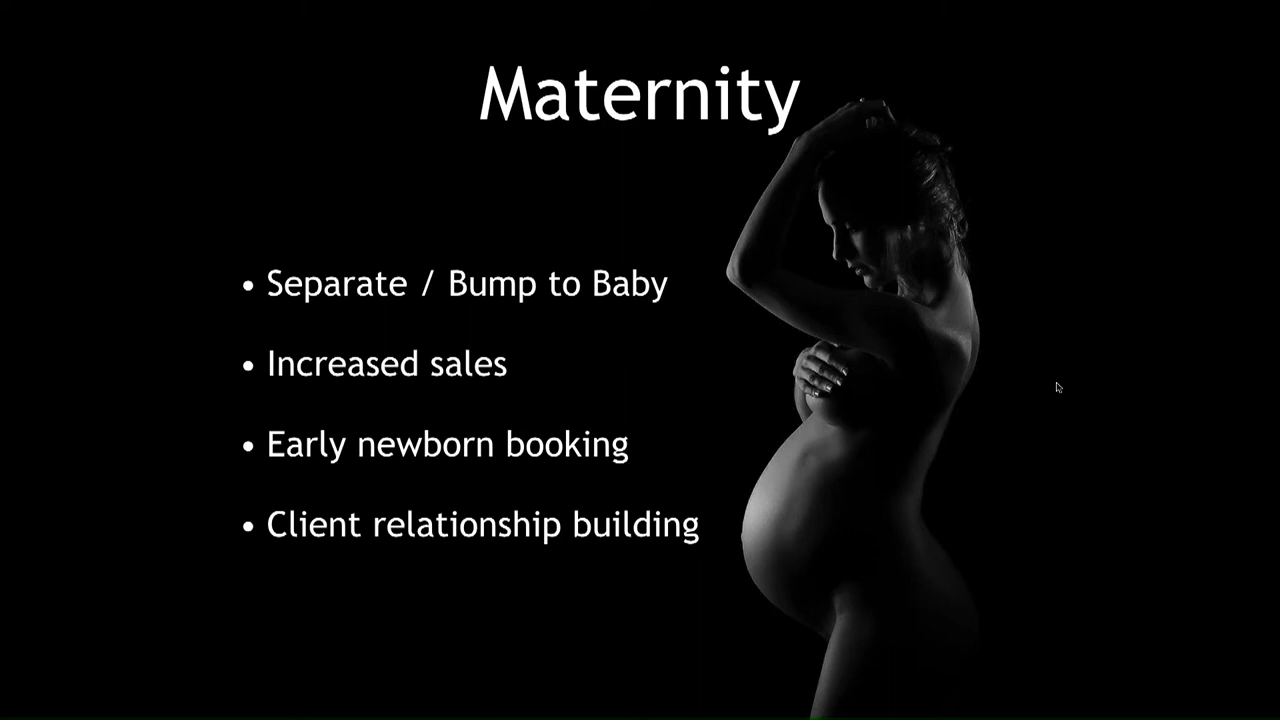 Maternity
• Separate / Bump to Baby
• Increased sales
• Early newborn booking
• Client relationship building